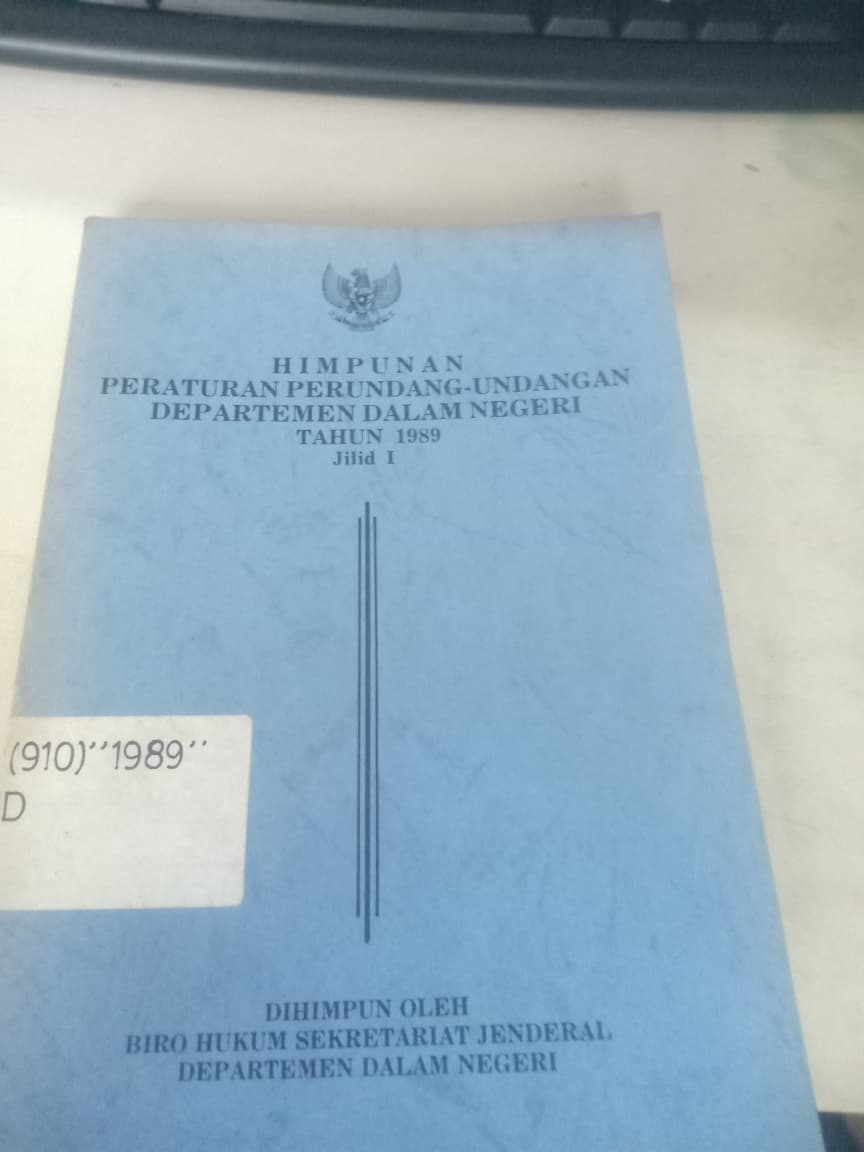 HIMPUNAN
PERATURAN PERUNDANG-UNDANGAN
DEPARTEMEN DALAM NEGERI
TAHUN 1989
Jilid I
(910)’’1989’’
D
DIHIMPUN OLEH
BIRO HUKUM SEKRETARIAT JENDERAL
DEPARTEMEN DALAM NEGERI